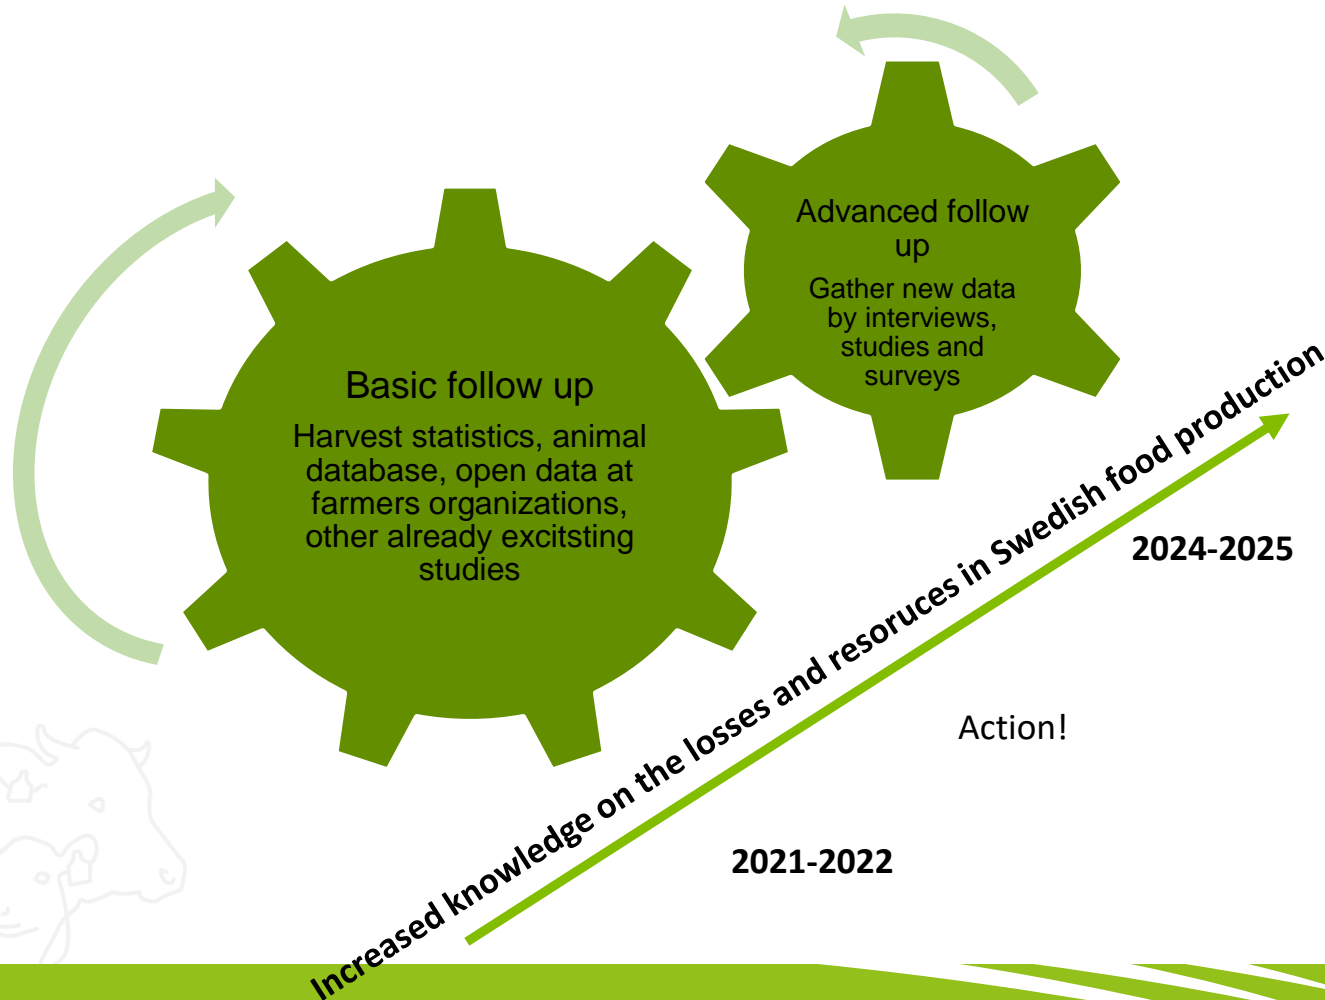 Advanced follow
up
Gather new data
by interviews,
studies and
surveys
Basic follow up
Harvest statistics, animal
database, open data at
farmers organizations,
other already excitsting
studies
Increased knowledge on the losses and resoruces in Swedish food production
2024-2025
Action!
2021-2022